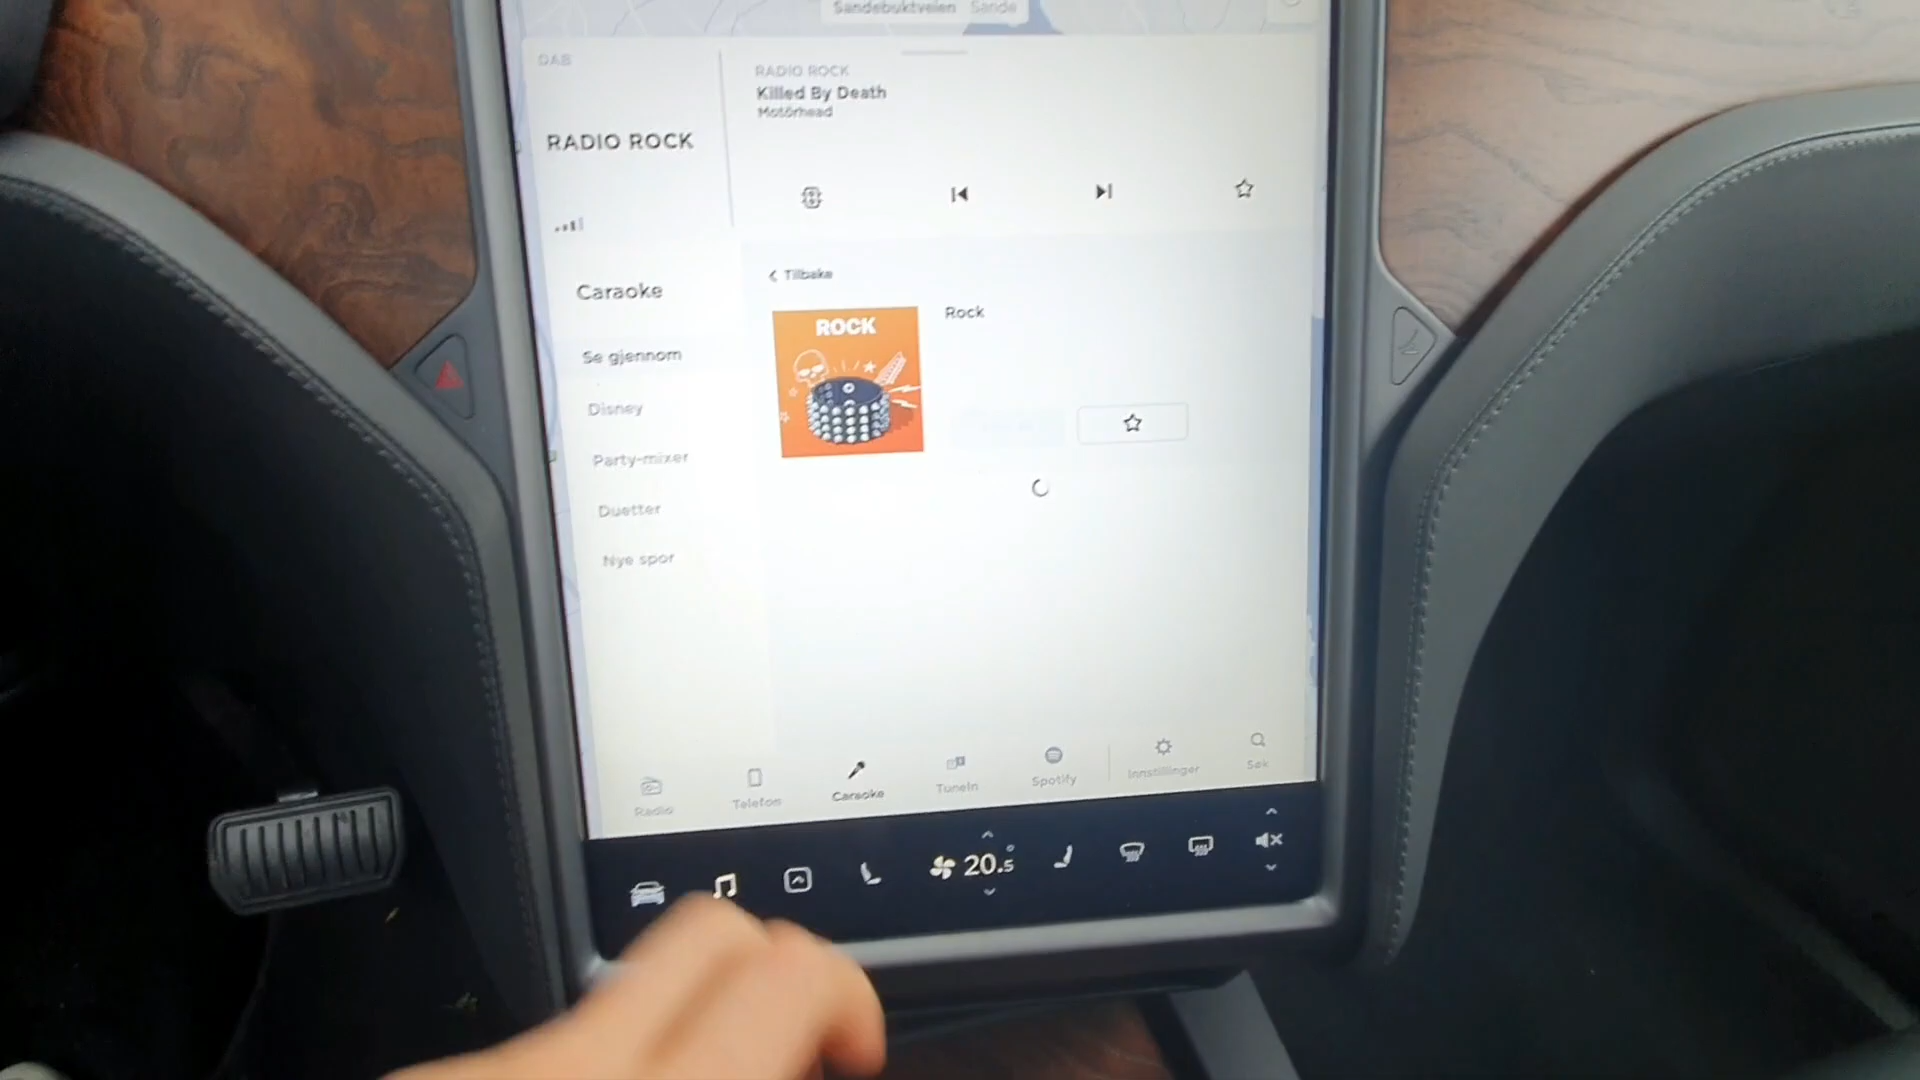 Sandebuktveien Sande
DAB
RADIO ROCK
RADIO ROCK
Killed By Death
Motörhead
Caraoke
Se gjennom
Disney
Party-mixer
Duetter
Nye spor
Tilbake
ROCK
Rock
Radio
Telefon
Caraoke
TuneIn
Spotify
Innstillinger
Søk
20.5°